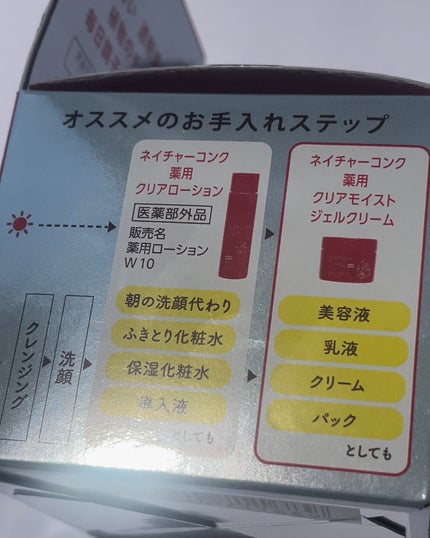 オススメのお手入れステップ
ネイチャーコンク
薬用
クリアローション
医薬部外品
販売名
薬用ローション
W10
朝の洗顔代わり
ふきとり化粧水
保湿化粧水
導入液
としても
ネイチャーコンク
薬用
クリアモイスト
ジェルクリーム
美容液
乳液
クリーム
パック
としても
クレンジング
洗顔